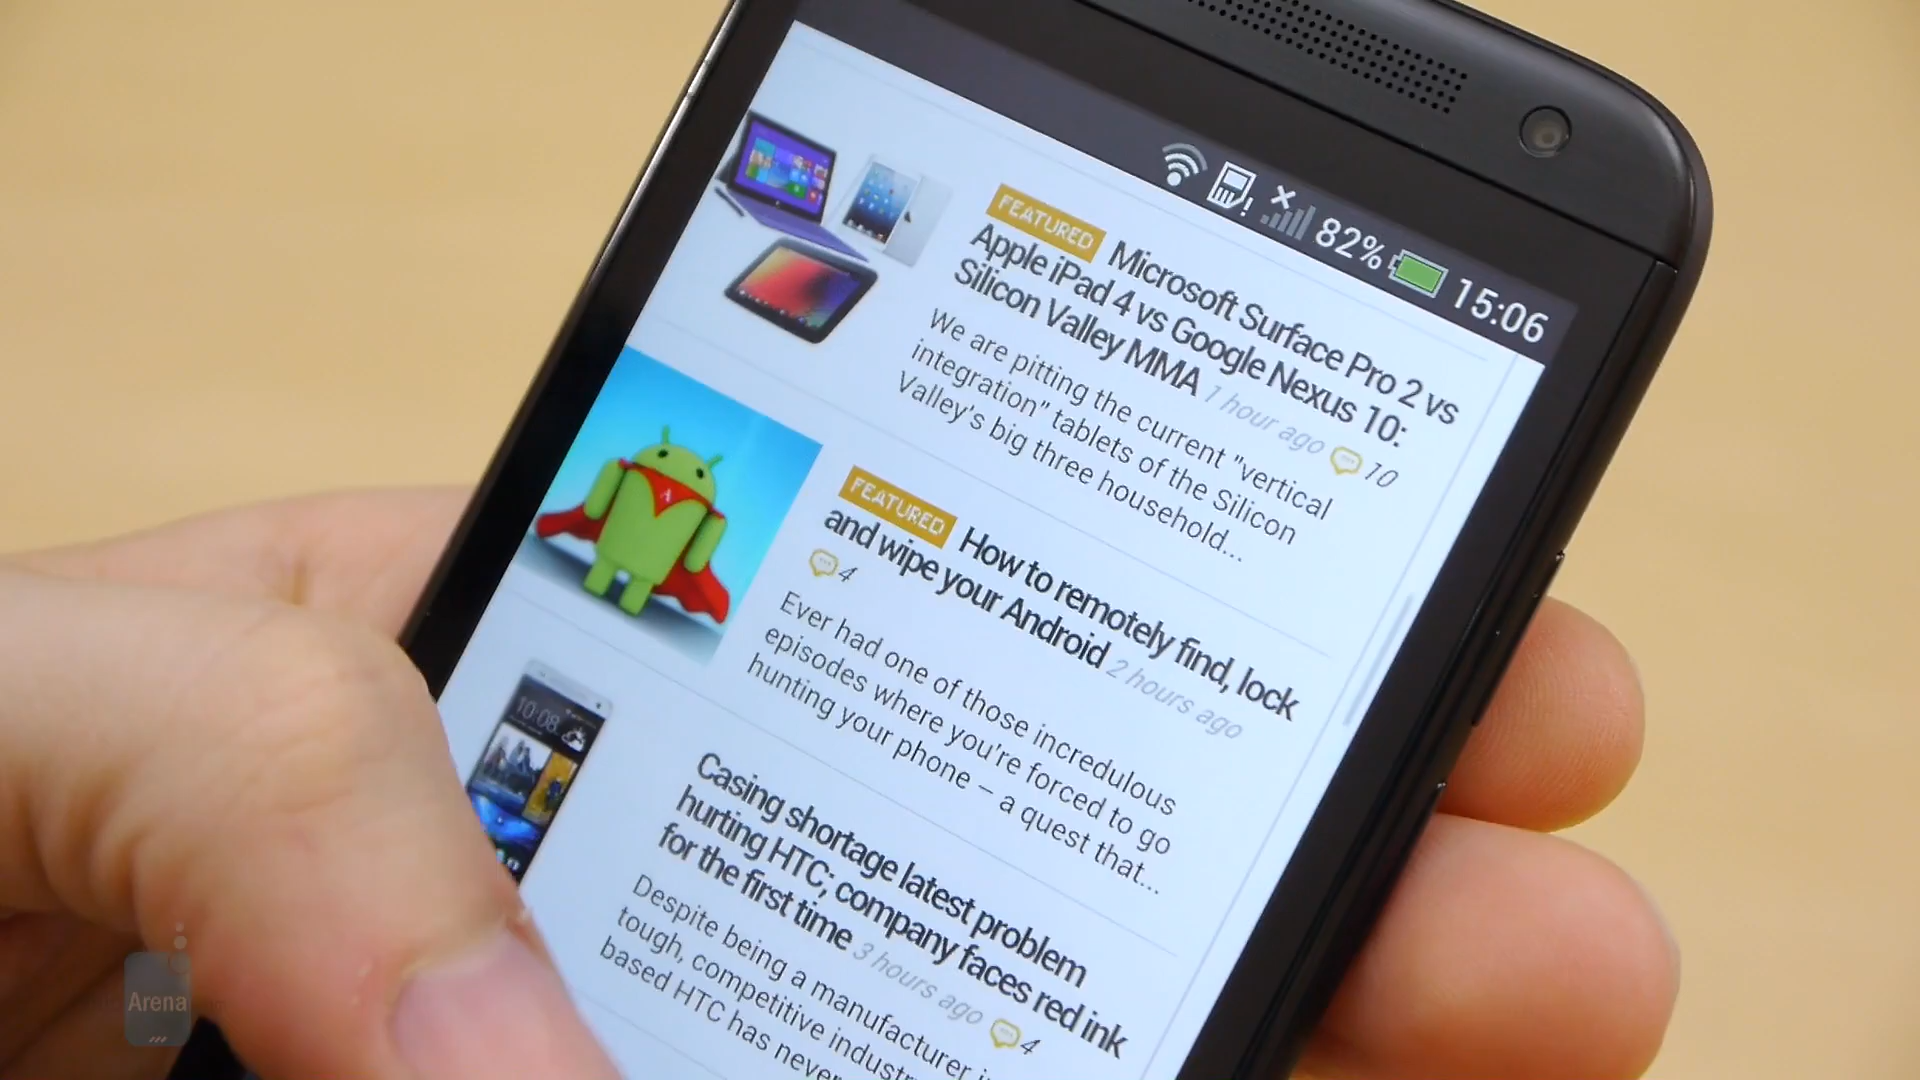 82% 15:06
FEATURED Microsoft Surface Pro 2 vs
Apple iPad 4 vs Google Nexus 10:
Silicon Valley MMA 1 hour ago 10
We are pitting the current "vertical
integration" tablets of the Silicon
Valley's big three household...
FEATURED How to remotely find, lock
and wipe your Android 2 hours ago
4
Ever had one of those incredulous
episodes where you're forced to go
hunting your phone – a quest that...
10:08
Casing shortage latest problem
hurting HTC; company faces red ink
for the first time 3 hours ago 4
Despite being a manufacturer
tough, competitive
based HTC has never
Arena